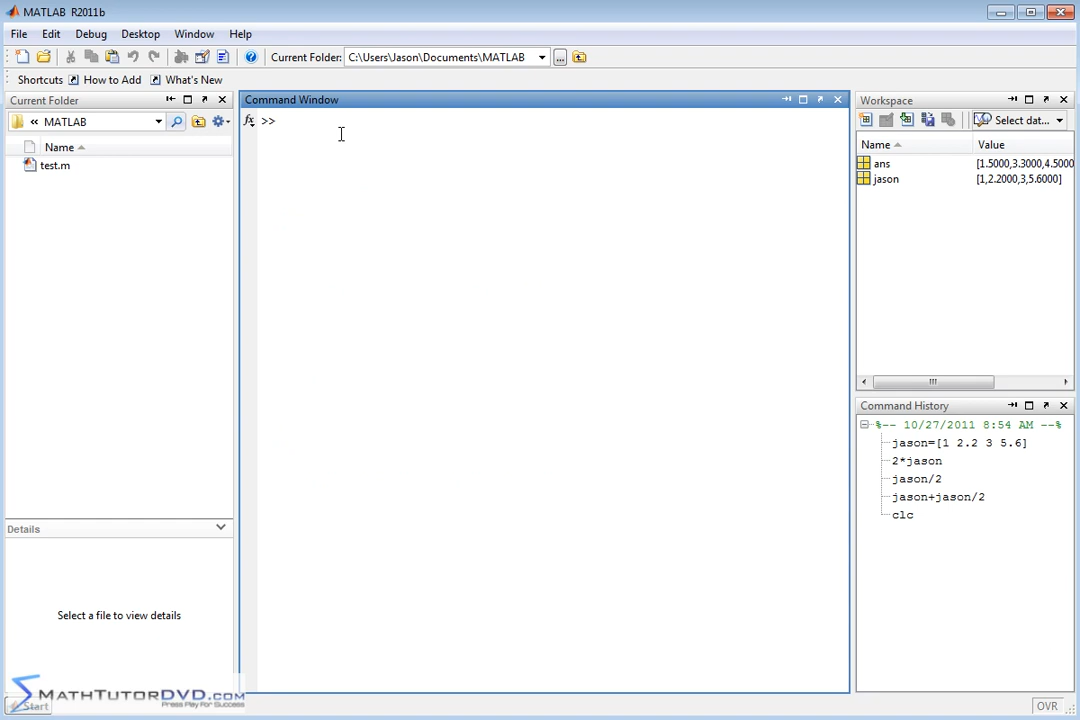 MATLAB R2011b
File Edit Debug Desktop Window Help
Current Folder: C:\Users\Jason\Documents\MATLAB ...
Shortcuts How to Add What's New
Current Folder
« MATLAB
Name
test.m
Details
Select a file to view details
MATHTUTORDVD.COM
Press Play For Success
Start
Command Window
fx >>
Workspace
Select dat...
Name Value
ans [1.5000,3.3000,4.5000
jason [1,2.2000,3,5.6000]
Command History
%-- 10/27/2011 8:54 AM --%
jason=[1 2.2 3 5.6]
2*jason
jason/2
jason+jason/2
clc
OVR